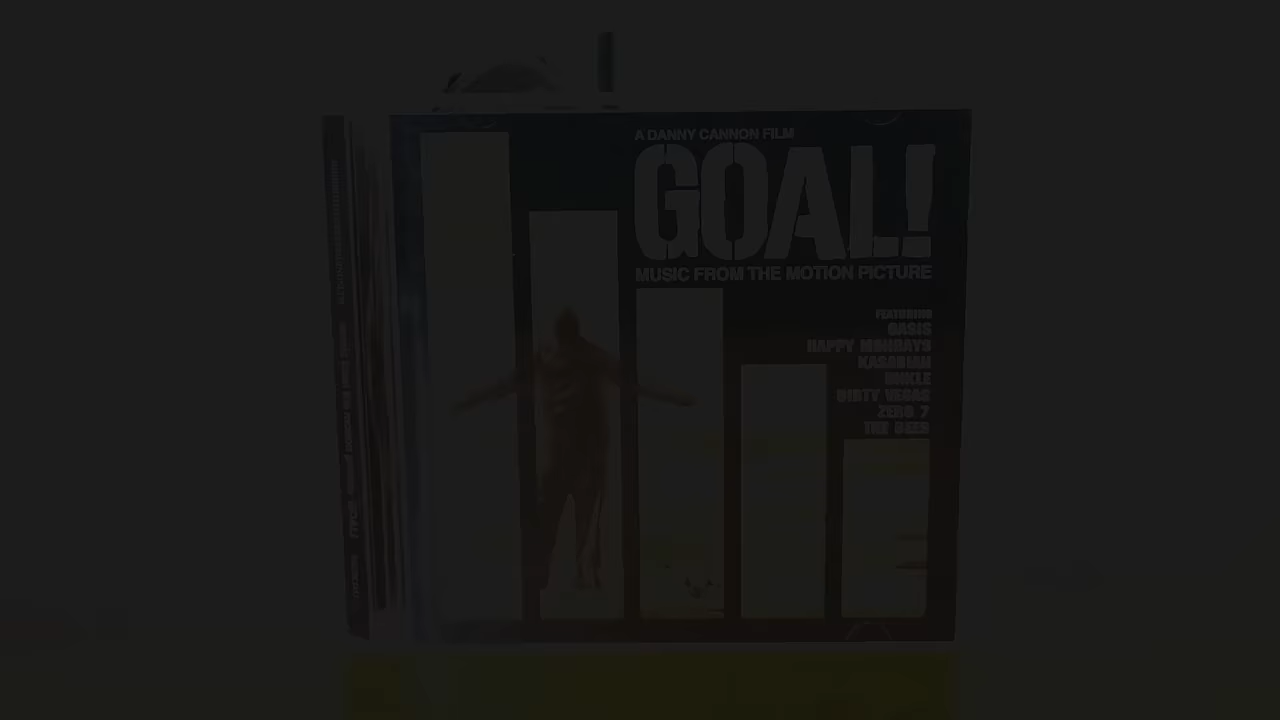 A DANNY CANNON FILM
GOAL!
MUSIC FROM THE MOTION PICTURE
FEATURING
OASIS
HAPPY MONDAYS
KASABIAN
UNKLE
DIRTY VEGAS
ZERO 7
THE BEES